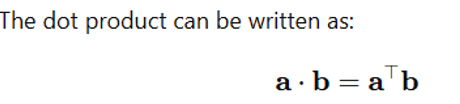 The dot product can be written as:
a · b = a⊤b